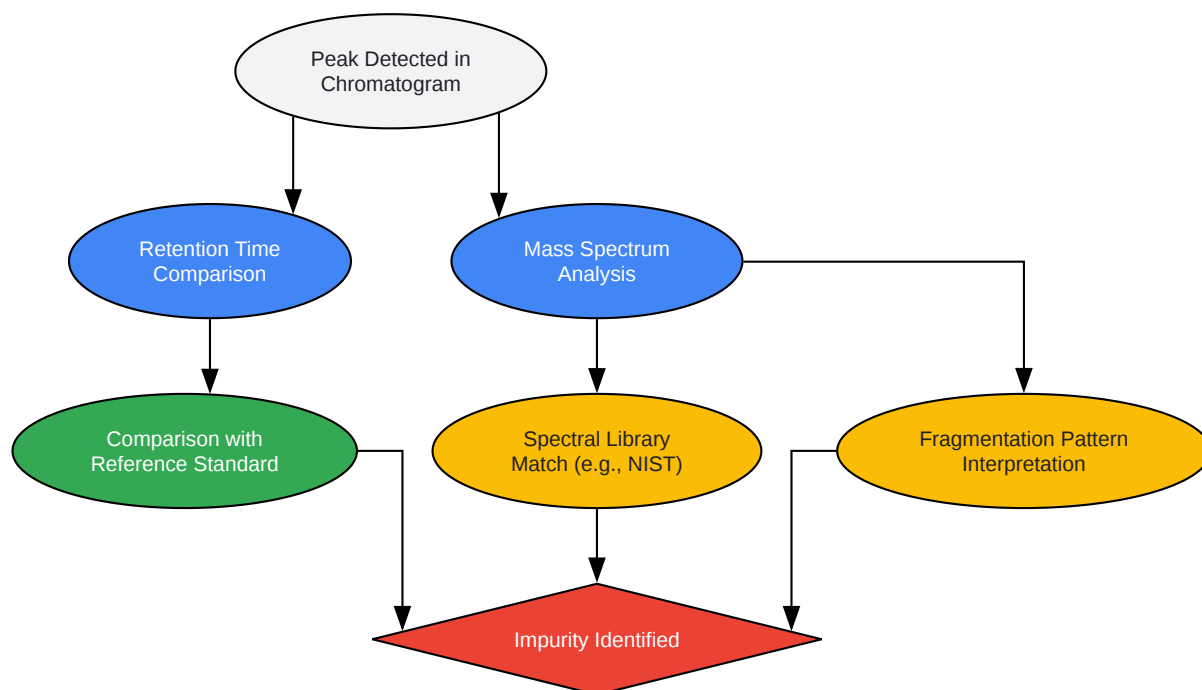 Peak Detected in
Chromatogram
Retention Time
Comparison
Mass Spectrum
Analysis
Comparison with
Reference Standard
Spectral Library
Match (e.g., NIST)
Fragmentation Pattern
Interpretation
Impurity Identified